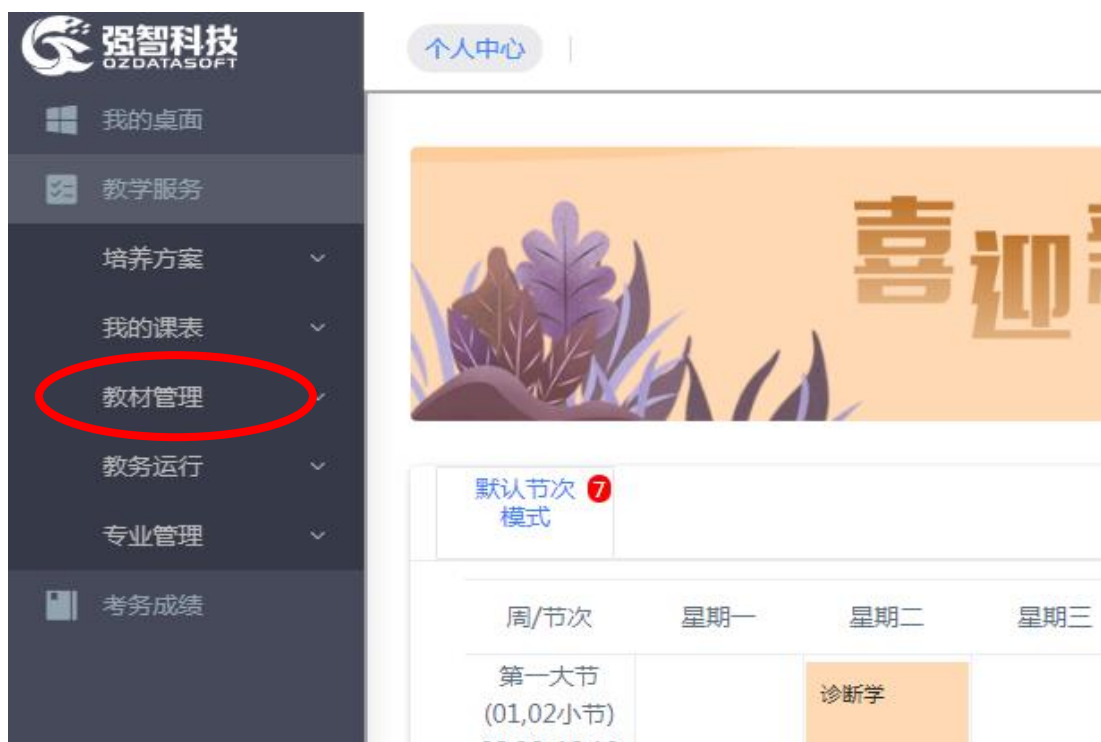 强智科技
QZDATASOFT
个人中心
我的桌面
教学服务
培养方案
我的课表
教材管理
教务运行
专业管理
考务成绩
喜迎
默认节次 7
模式
周/节次 星期一 星期二 星期三
第一大节
(01,02小节)
诊断学